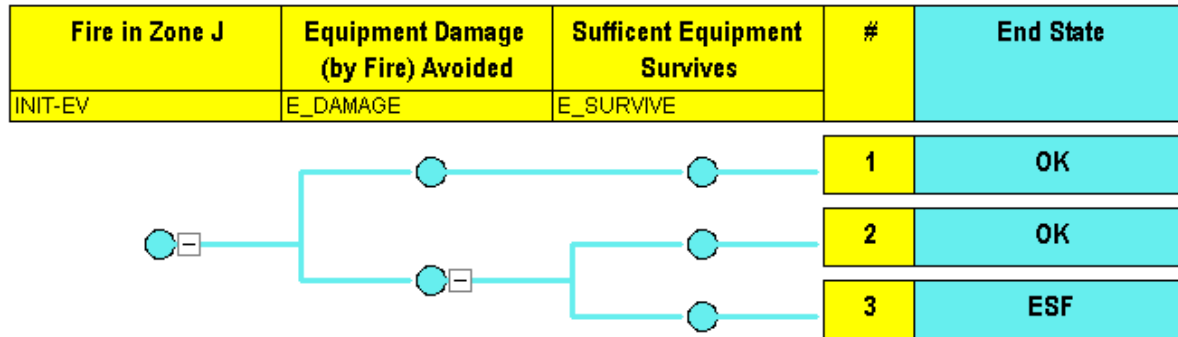 Fire in Zone J
Equipment Damage
(by Fire) Avoided
Sufficent Equipment
Survives
#
End State
INIT-EV
E_DAMAGE
E_SURVIVE
1
OK
2
OK
3
ESF